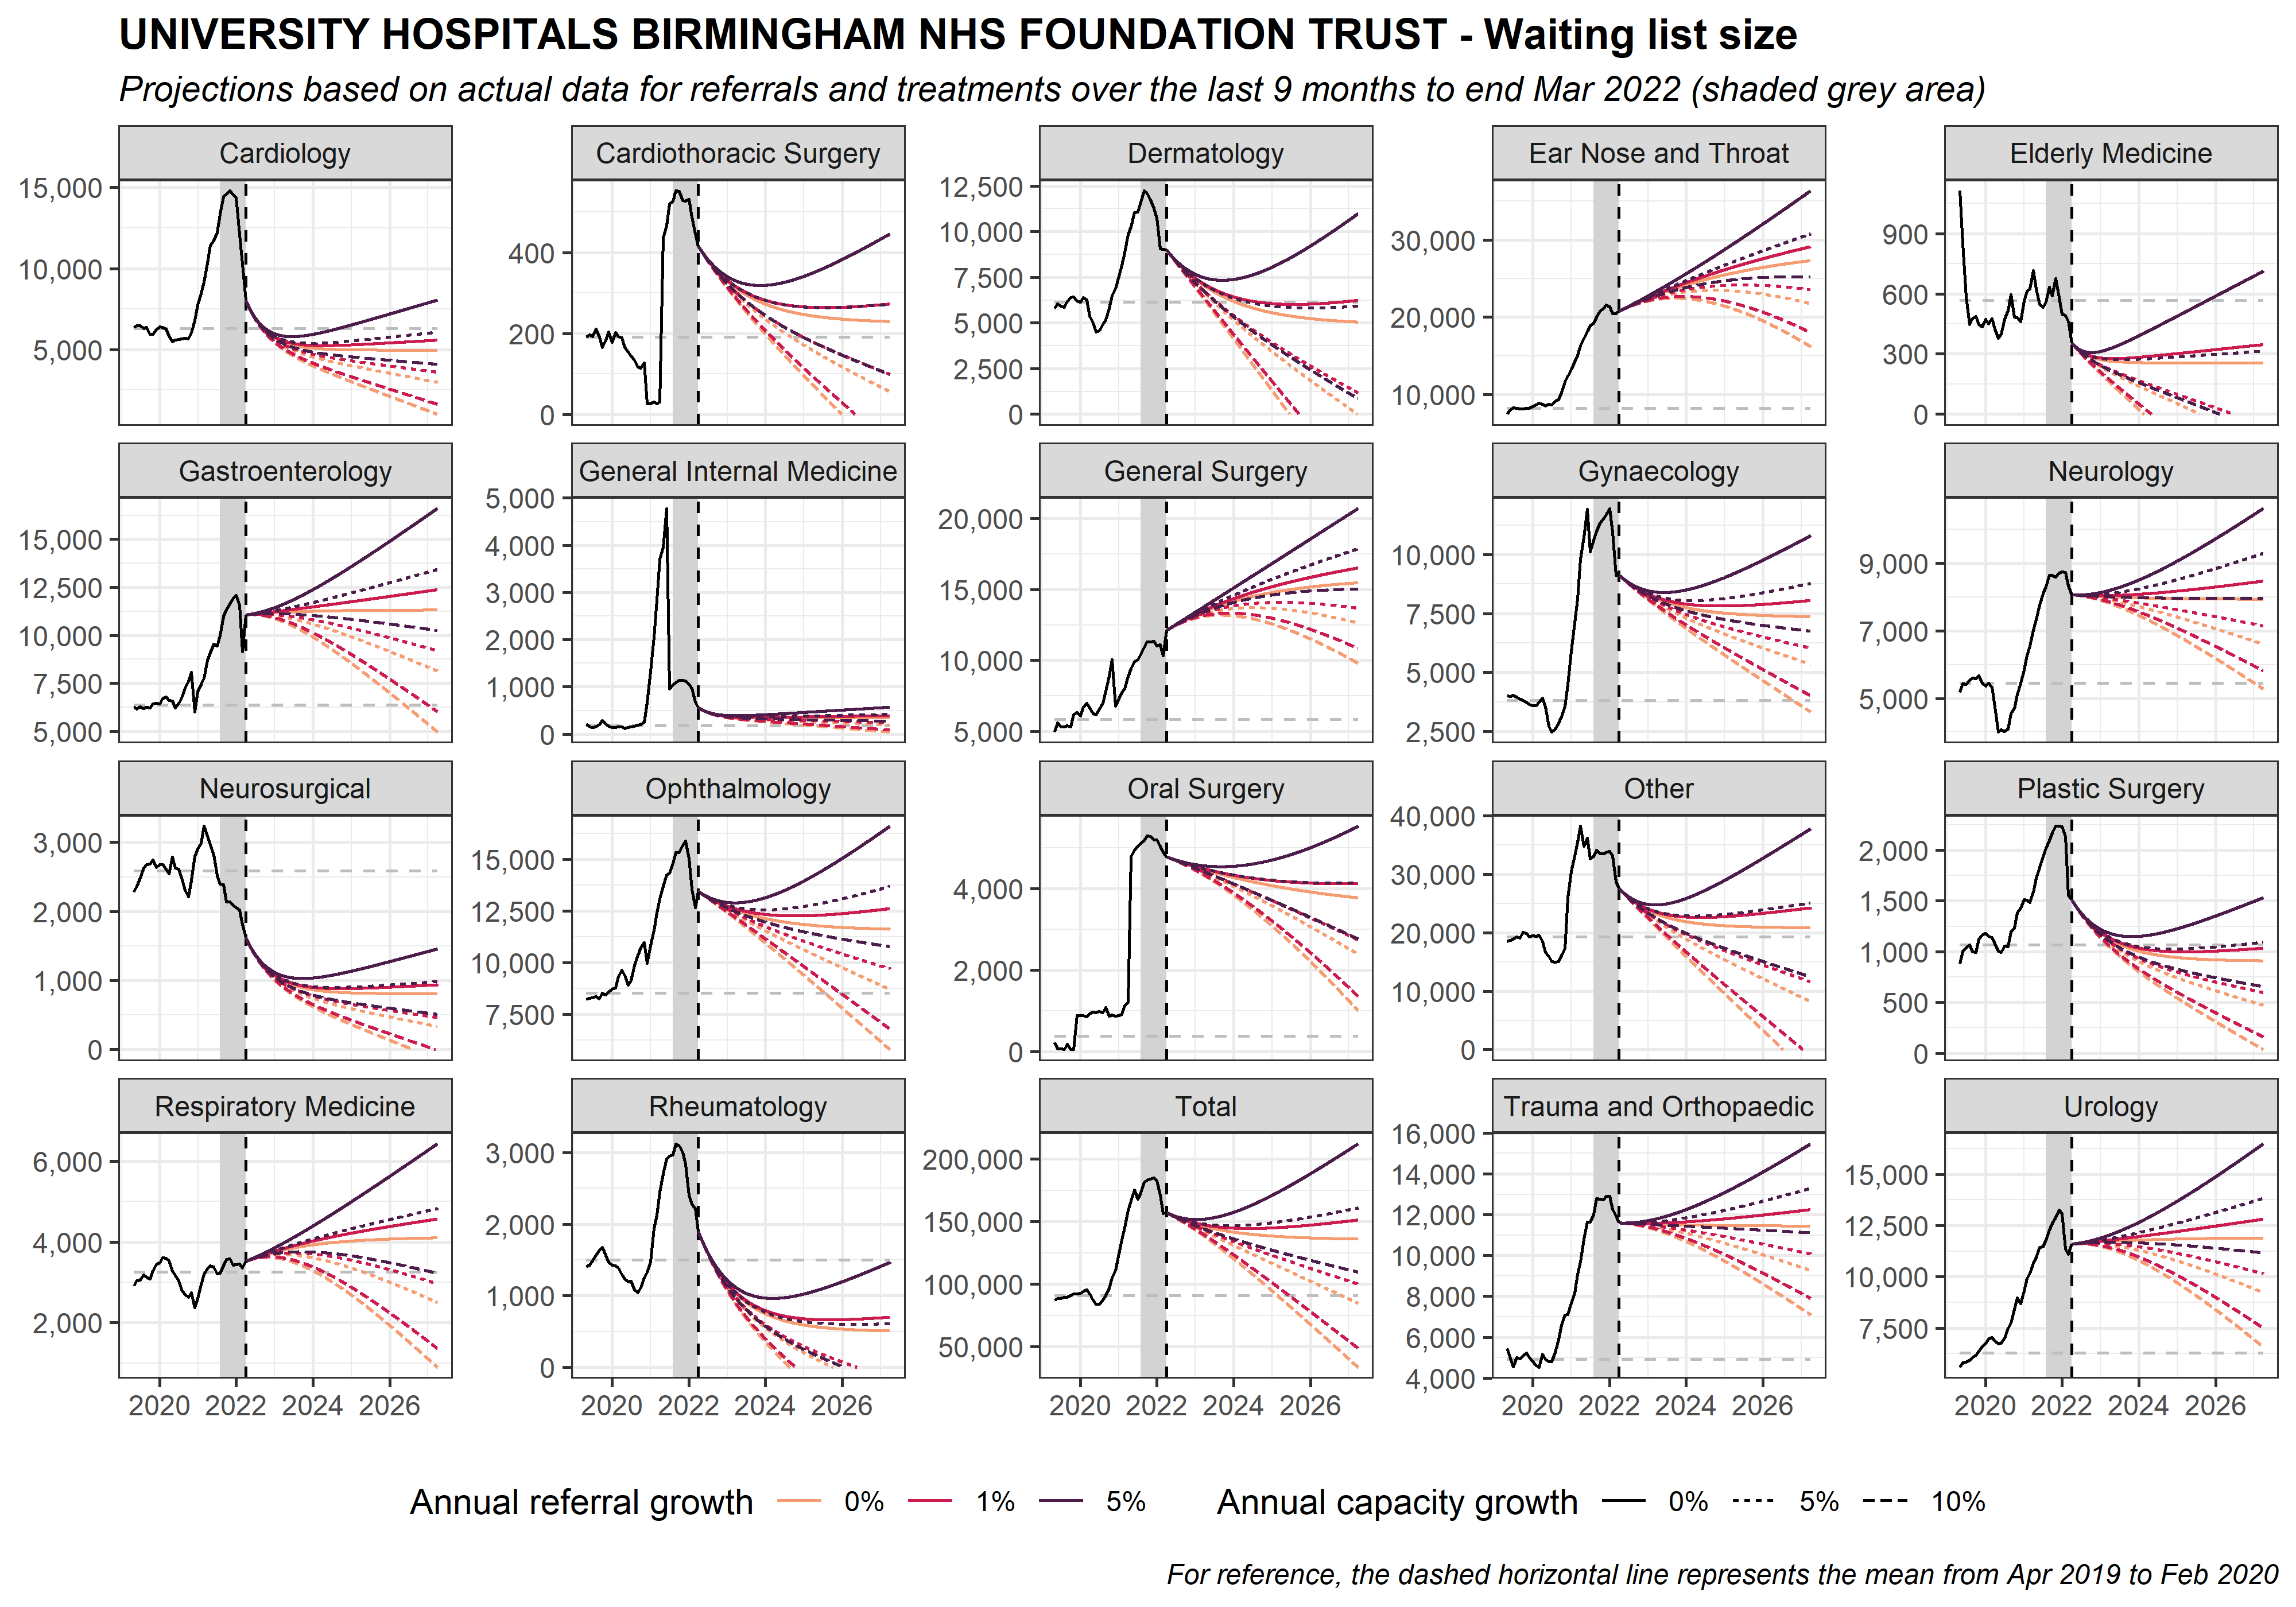 UNIVERSITY HOSPITALS BIRMINGHAM NHS FOUNDATION TRUST - Waiting list size
Projections based on actual data for referrals and treatments over the last 9 months to end Mar 2022 (shaded grey area)
Cardiology
15,000
10,000
5,000
Cardiothoracic Surgery
400
200
0
Dermatology
12,500
10,000
7,500
5,000
2,500
0
Ear Nose and Throat
30,000
20,000
10,000
Elderly Medicine
900
600
300
0
Gastroenterology
15,000
12,500
10,000
7,500
5,000
General Internal Medicine
5,000
4,000
3,000
2,000
1,000
0
General Surgery
20,000
15,000
10,000
5,000
Gynaecology
10,000
7,500
5,000
2,500
Neurology
9,000
7,000
5,000
Neurosurgical
3,000
2,000
1,000
0
Ophthalmology
15,000
12,500
10,000
7,500
Oral Surgery
4,000
2,000
0
Other
40,000
30,000
20,000
10,000
0
Plastic Surgery
2,000
1,500
1,000
500
0
Respiratory Medicine
6,000
4,000
2,000
2020 2022 2024 2026
Rheumatology
3,000
2,000
1,000
0
2020 2022 2024 2026
Total
200,000
150,000
100,000
50,000
2020 2022 2024 2026
Trauma and Orthopaedic
16,000
14,000
12,000
10,000
8,000
6,000
4,000
2020 2022 2024 2026
Urology
15,000
12,500
10,000
7,500
2020 2022 2024 2026
Annual referral growth 0% 1% 5% Annual capacity growth 0% 5% 10%
For reference, the dashed horizontal line represents the mean from Apr 2019 to Feb 2020